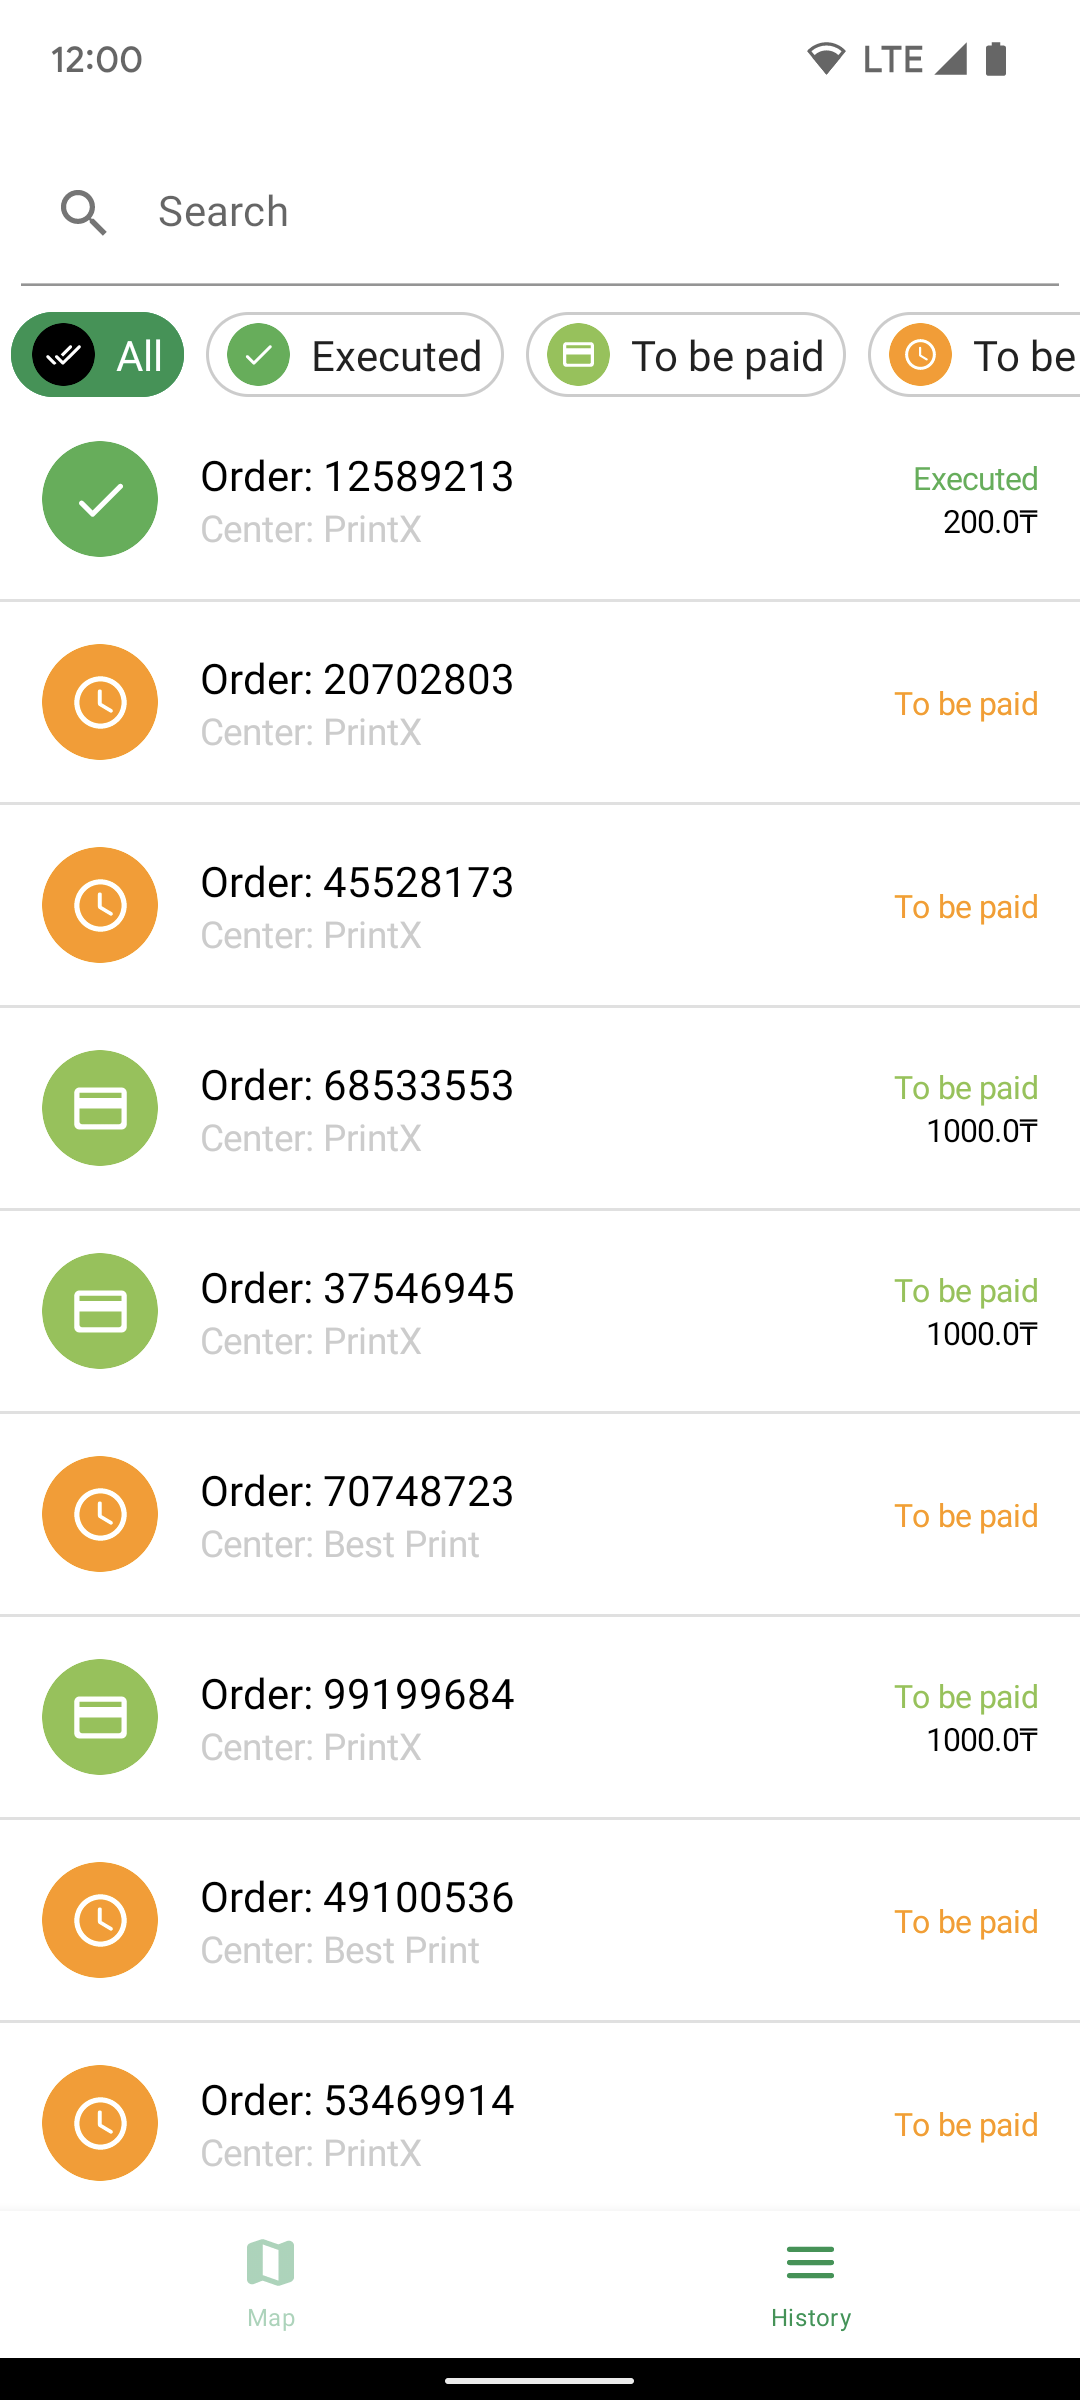 12:00
LTE
Search
All
Executed
To be paid
To be
Order: 12589213
Center: PrintX
Executed
200.0₸
Order: 20702803
Center: PrintX
To be paid
Order: 45528173
Center: PrintX
To be paid
Order: 68533553
Center: PrintX
To be paid
1000.0₸
Order: 37546945
Center: PrintX
To be paid
1000.0₸
Order: 70748723
Center: Best Print
To be paid
Order: 99199684
Center: PrintX
To be paid
1000.0₸
Order: 49100536
Center: Best Print
To be paid
Order: 53469914
Center: PrintX
To be paid
Map
History